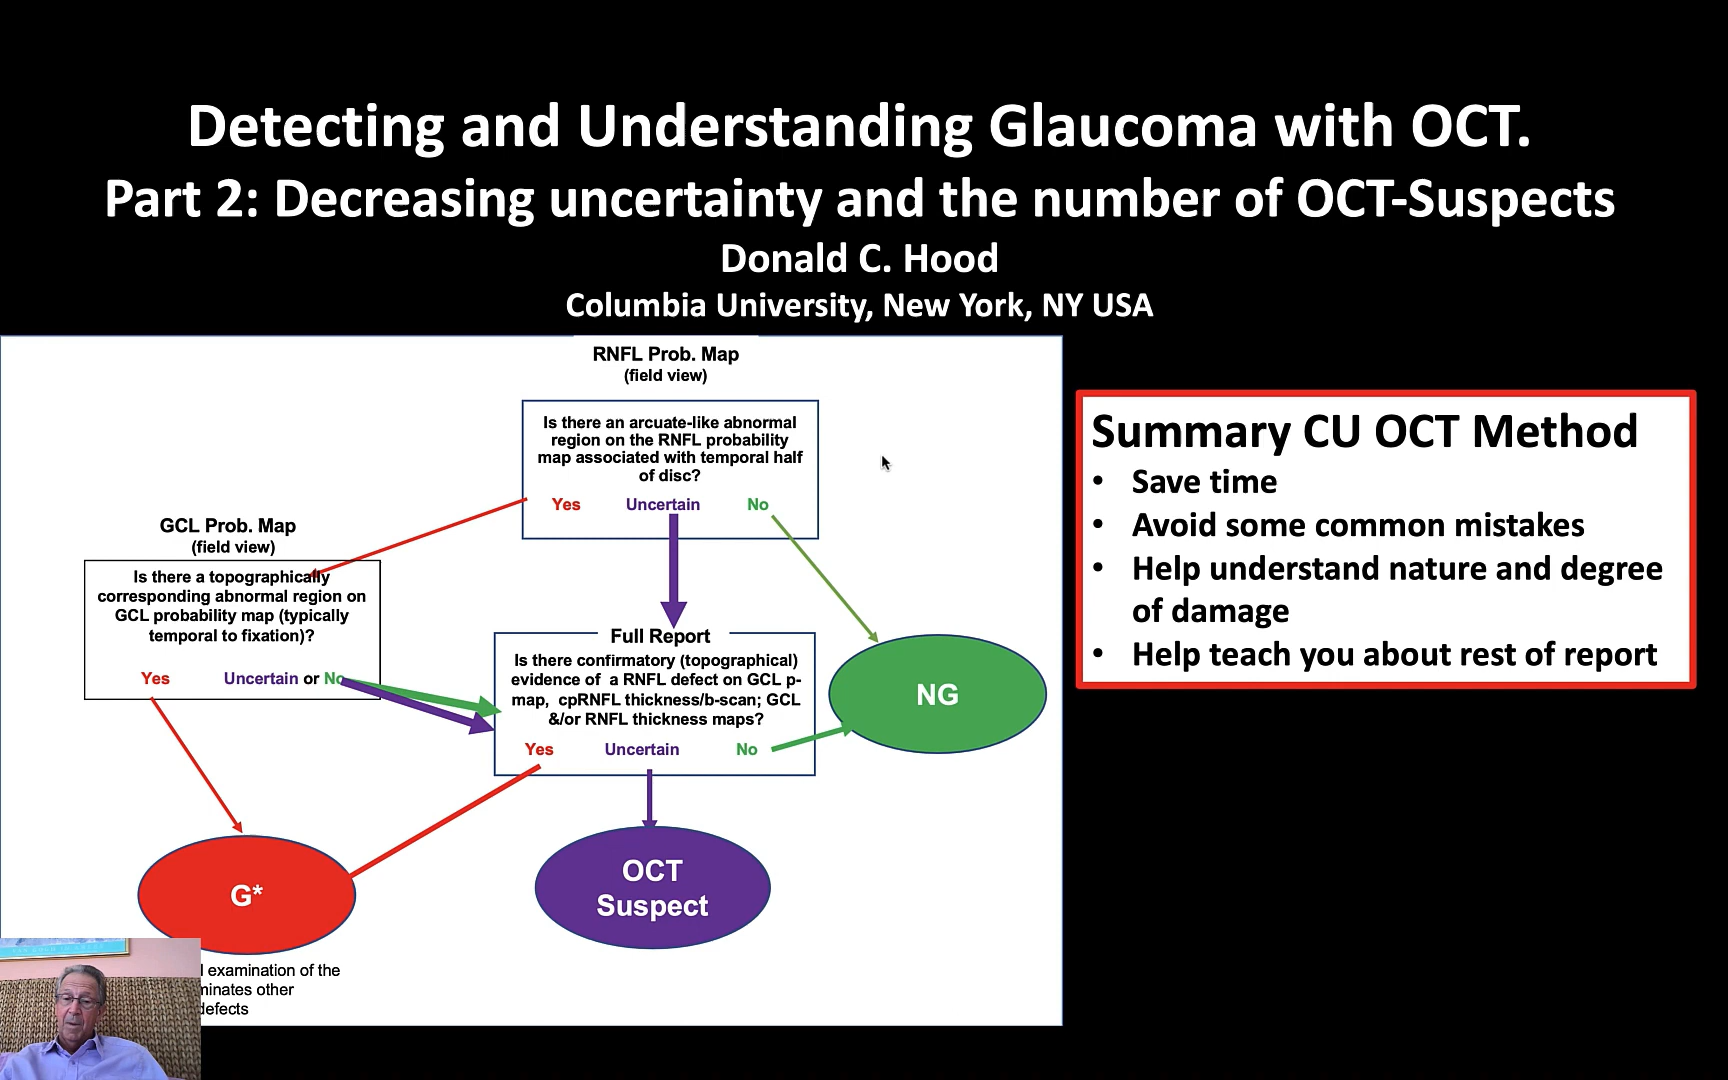 Detecting and Understanding Glaucoma with OCT.
Part 2: Decreasing uncertainty and the number of OCT-Suspects
Donald C. Hood
Columbia University, New York, NY USA
RNFL Prob. Map
(field view)
Is there an arcuate-like abnormal
region on the RNFL probability
map associated with temporal half
of disc?
Yes Uncertain No
GCL Prob. Map
(field view)
Is there a topographically
corresponding abnormal region on
GCL probability map (typically
temporal to fixation)?
Yes Uncertain or No
Full Report
Is there confirmatory (topographical)
evidence of a RNFL defect on GCL p-
map, cpRNFL thickness/b-scan; GCL
&/or RNFL thickness maps?
Yes Uncertain No
NG
G*
OCT
Suspect
examination of the
minates other
defects
Summary CU OCT Method
• Save time
• Avoid some common mistakes
• Help understand nature and degree
of damage
• Help teach you about rest of report